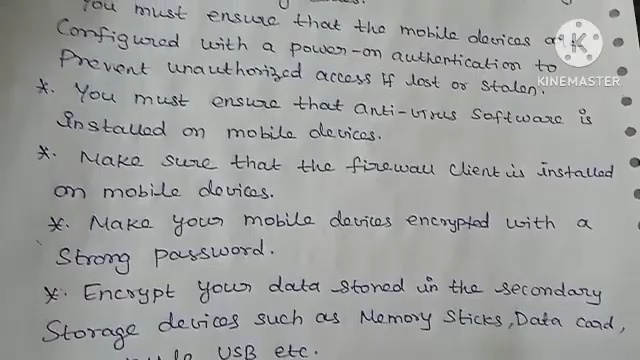 You must ensure that the mobile devices are
Configured with a power-on authentication to
Prevent unauthorized access if lost or stolen.
*. You must ensure that anti-virus software is
installed on mobile devices.
*. Make sure that the firewall client is installed
on mobile devices.
*. Make your mobile devices encrypted with a
Strong password.
*. Encrypt your data stored in the secondary
Storage devices such as Memory Sticks, Data card,
USB etc.
KINEMASTER